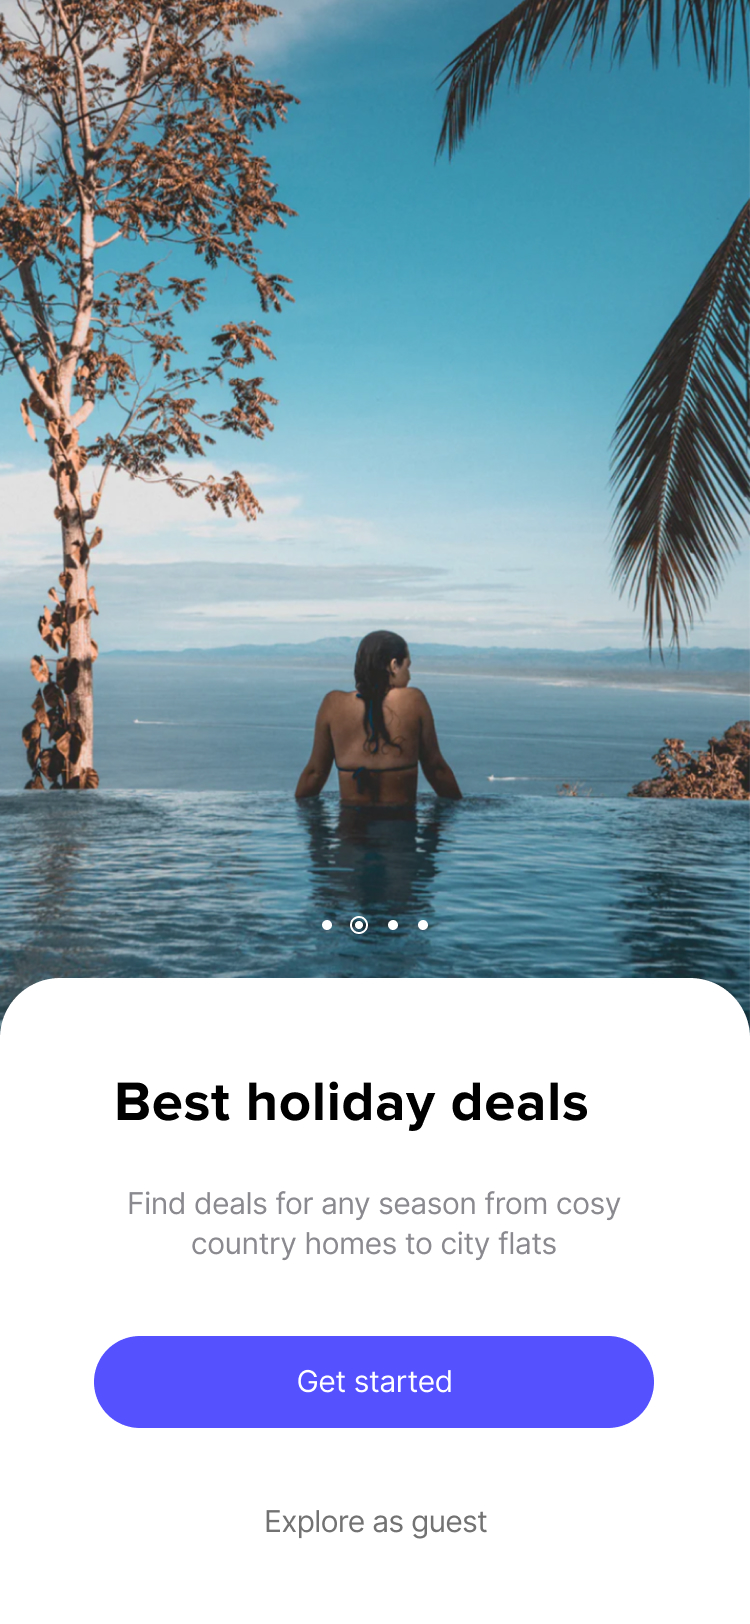 Best holiday deals
Find deals for any season from cosy
country homes to city flats
Get started
Explore as guest